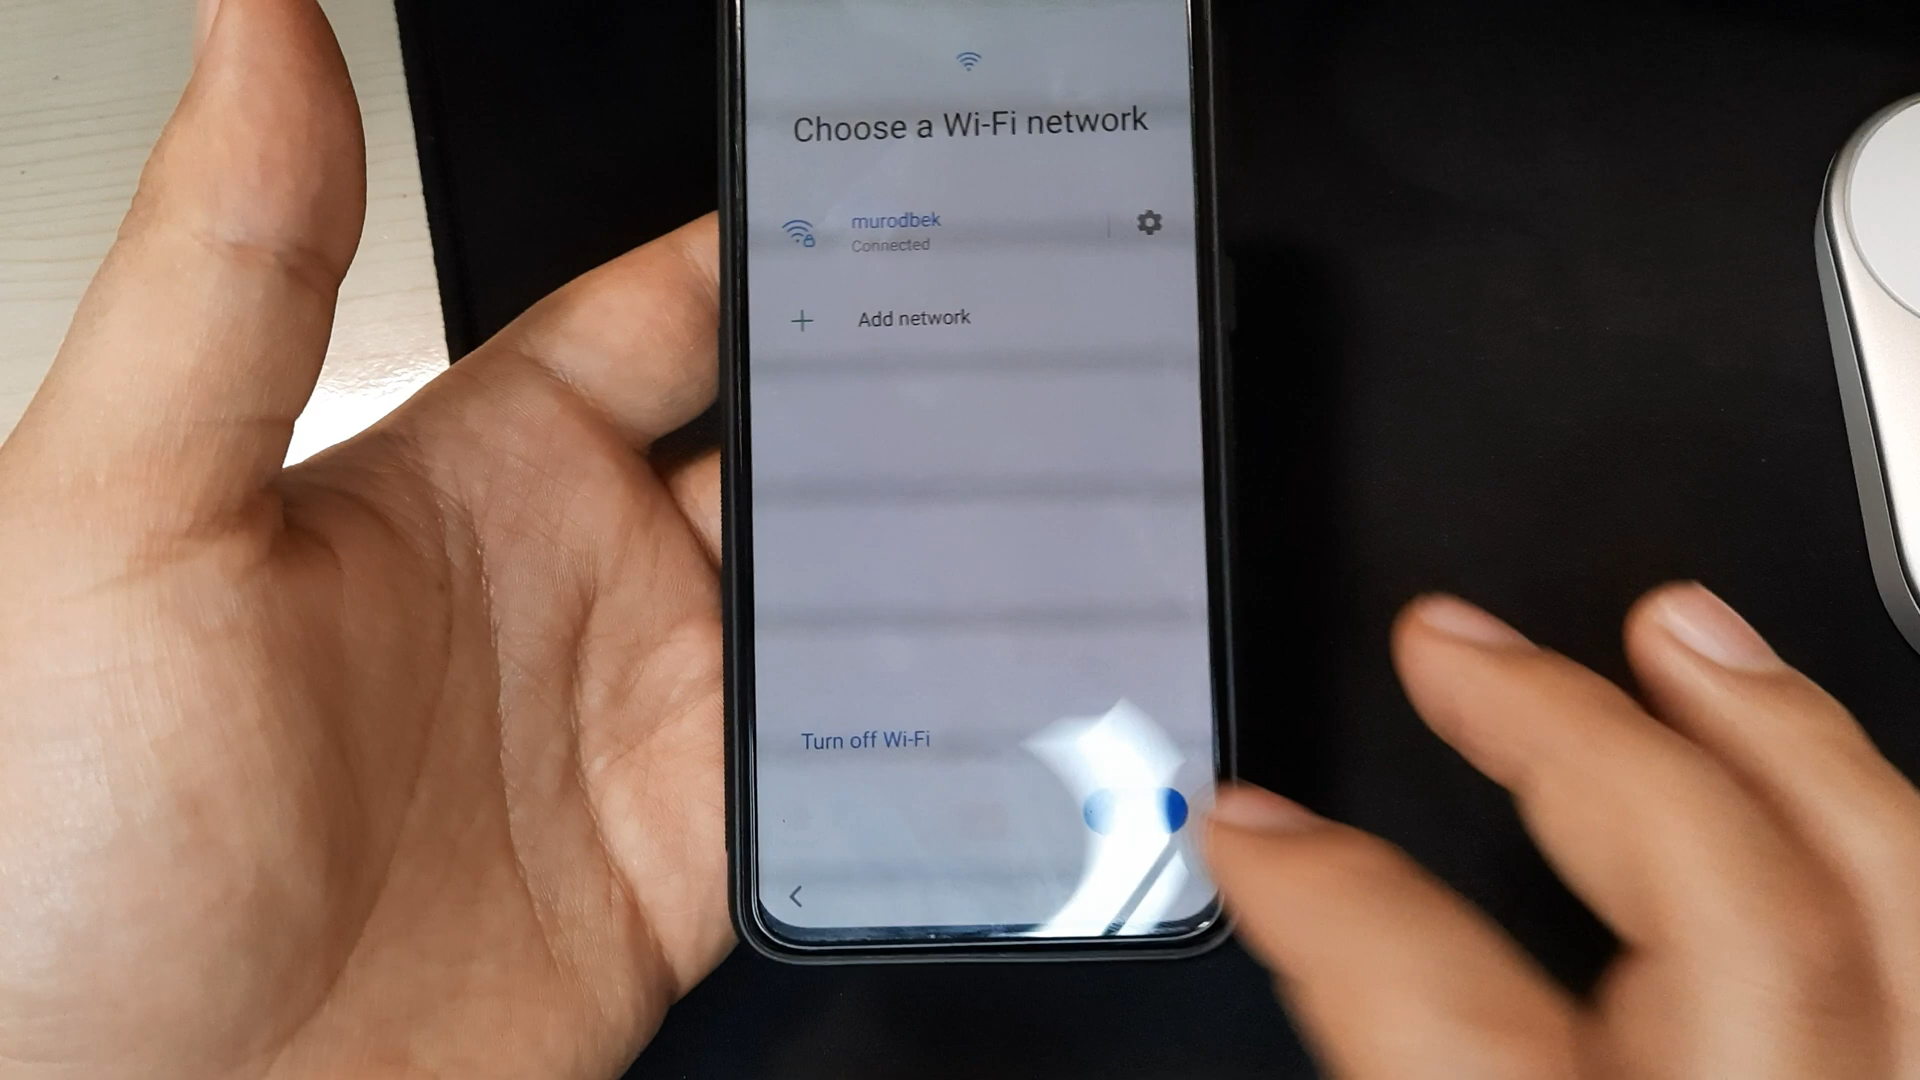 Choose a Wi-Fi network
murodbek
Connected
Add network
Turn off Wi-Fi